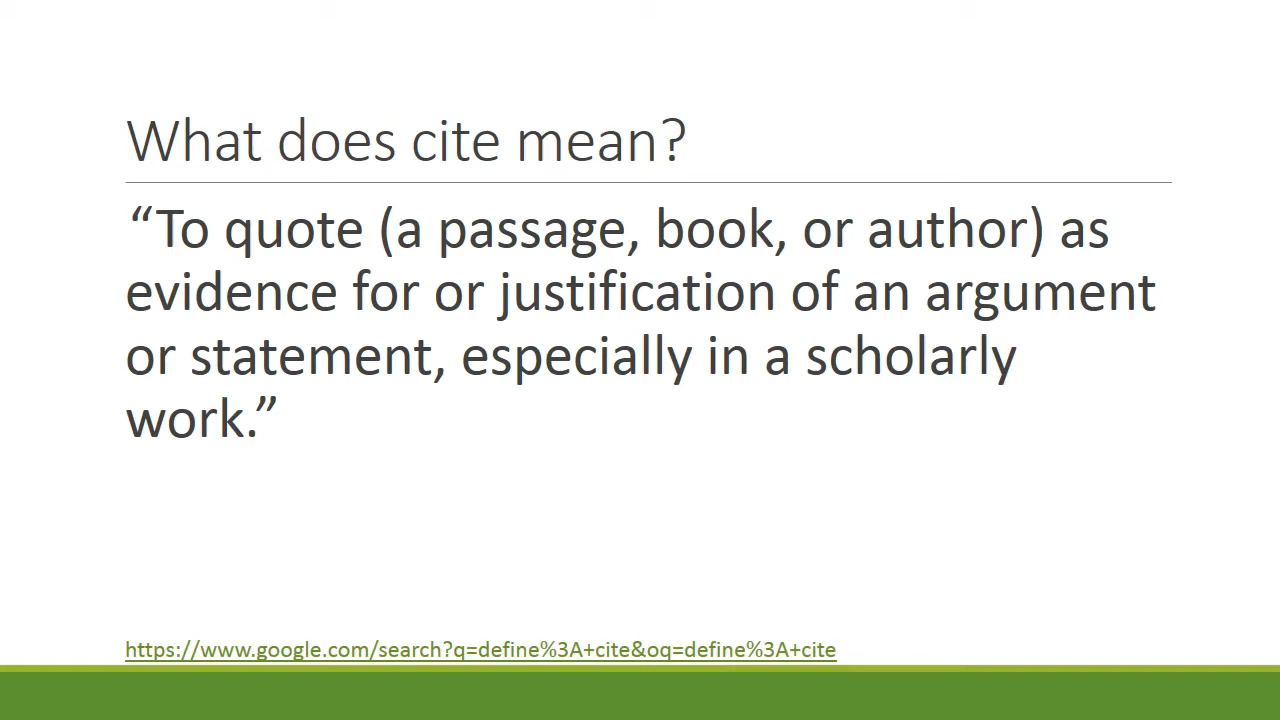 What does cite mean?
“To quote (a passage, book, or author) as
evidence for or justification of an argument
or statement, especially in a scholarly
work.”
https://www.google.com/search?q=define%3A+cite&oq=define%3A+cite